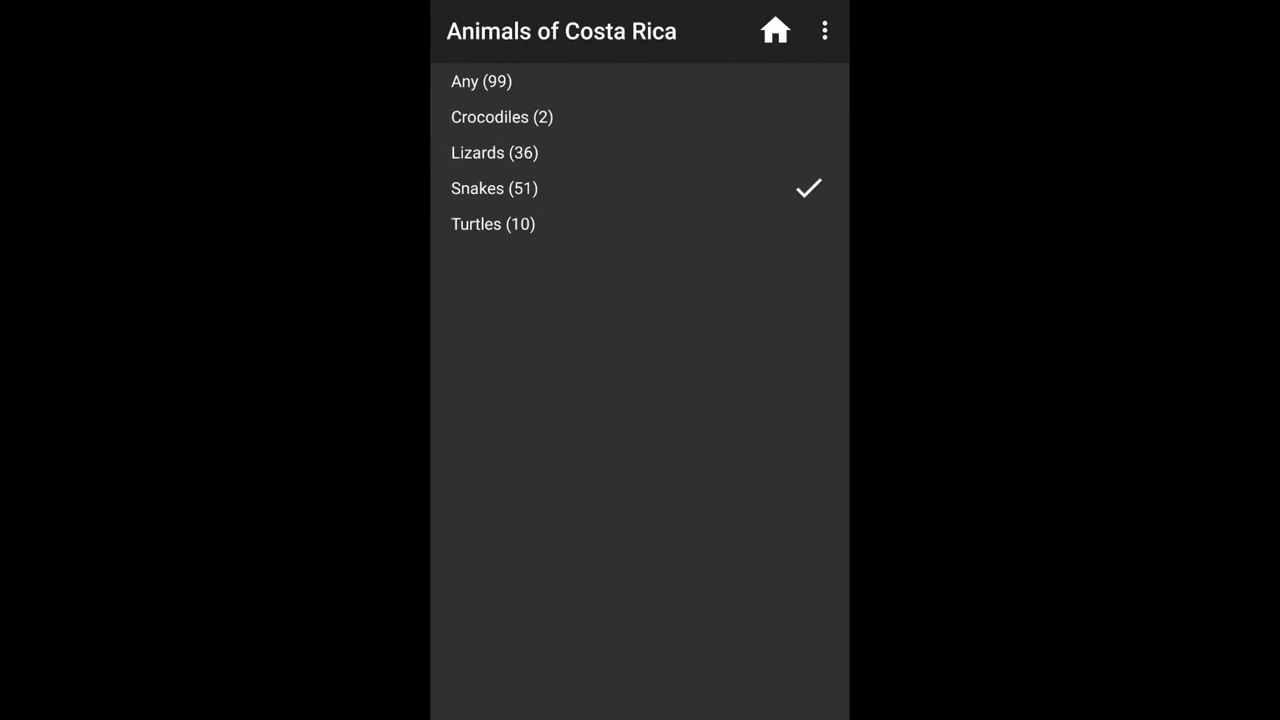 Animals of Costa Rica
Any (99)
Crocodiles (2)
Lizards (36)
Snakes (51)
Turtles (10)